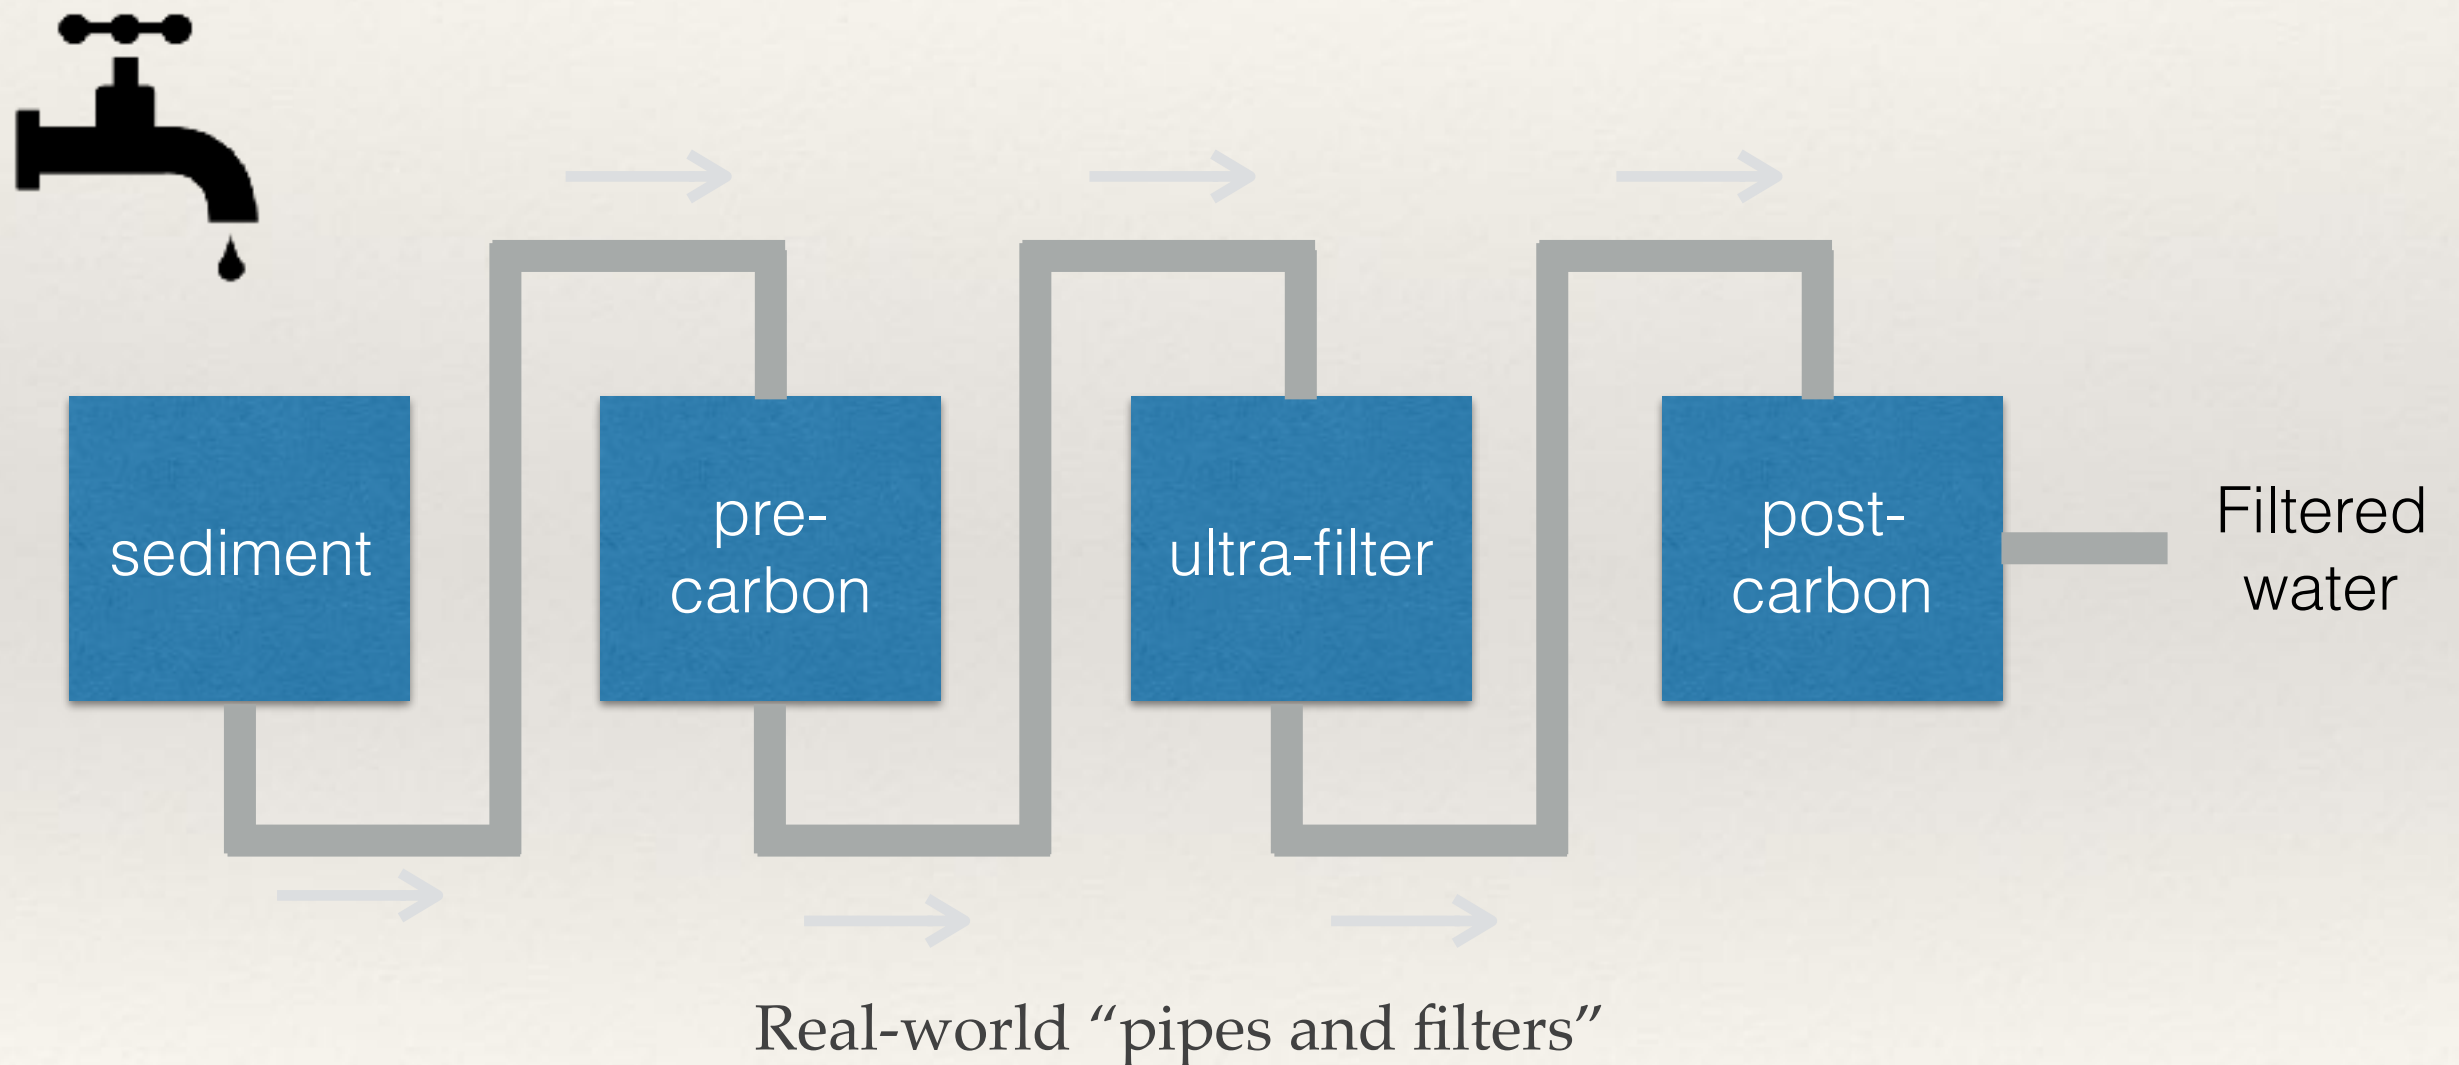 sediment
pre-
carbon
ultra-filter
post-
carbon
Filtered
water
Real-world “pipes and filters”